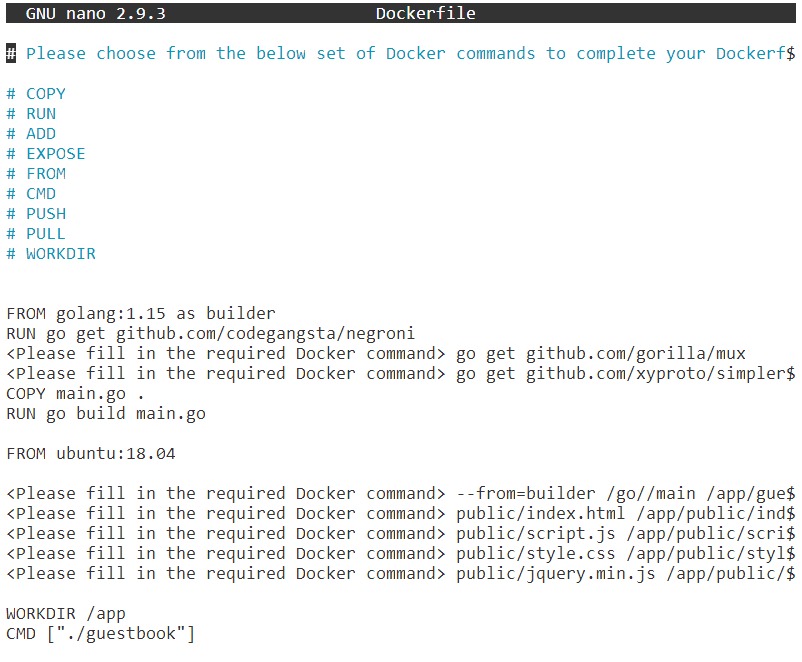 GNU nano 2.9.3 Dockerfile
# Please choose from the below set of Docker commands to complete your Dockerf$
# COPY
# RUN
# ADD
# EXPOSE
# FROM
# CMD
# PUSH
# PULL
# WORKDIR
FROM golang:1.15 as builder
RUN go get github.com/codegangsta/negroni
<Please fill in the required Docker command> go get github.com/gorilla/mux
<Please fill in the required Docker command> go get github.com/xyproto/simpler$
COPY main.go .
RUN go build main.go
FROM ubuntu:18.04
<Please fill in the required Docker command> --from=builder /go//main /app/gue$
<Please fill in the required Docker command> public/index.html /app/public/ind$
<Please fill in the required Docker command> public/script.js /app/public/scri$
<Please fill in the required Docker command> public/style.css /app/public/styl$
<Please fill in the required Docker command> public/jquery.min.js /app/public/$
WORKDIR /app
CMD ["./guestbook"]